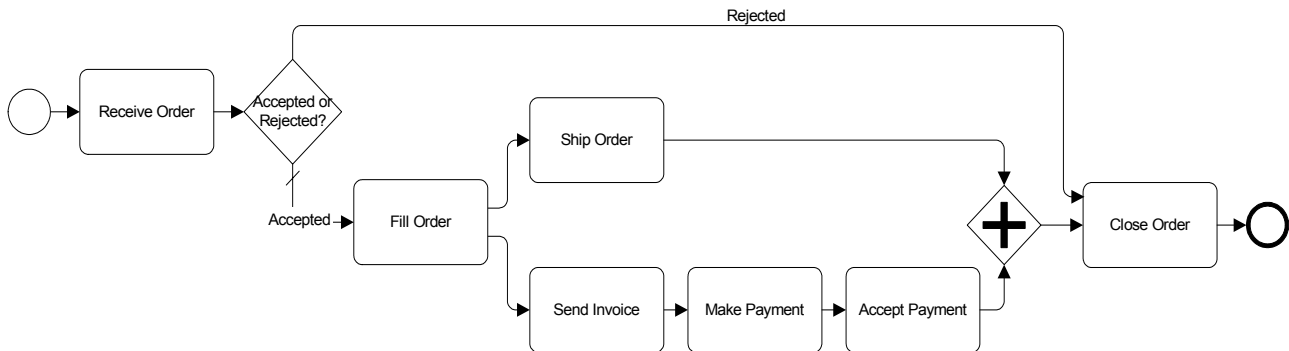 Rejected
Receive Order
Accepted or
Rejected?
Ship Order
Accepted
Fill Order
Close Order
Send Invoice
Make Payment
Accept Payment